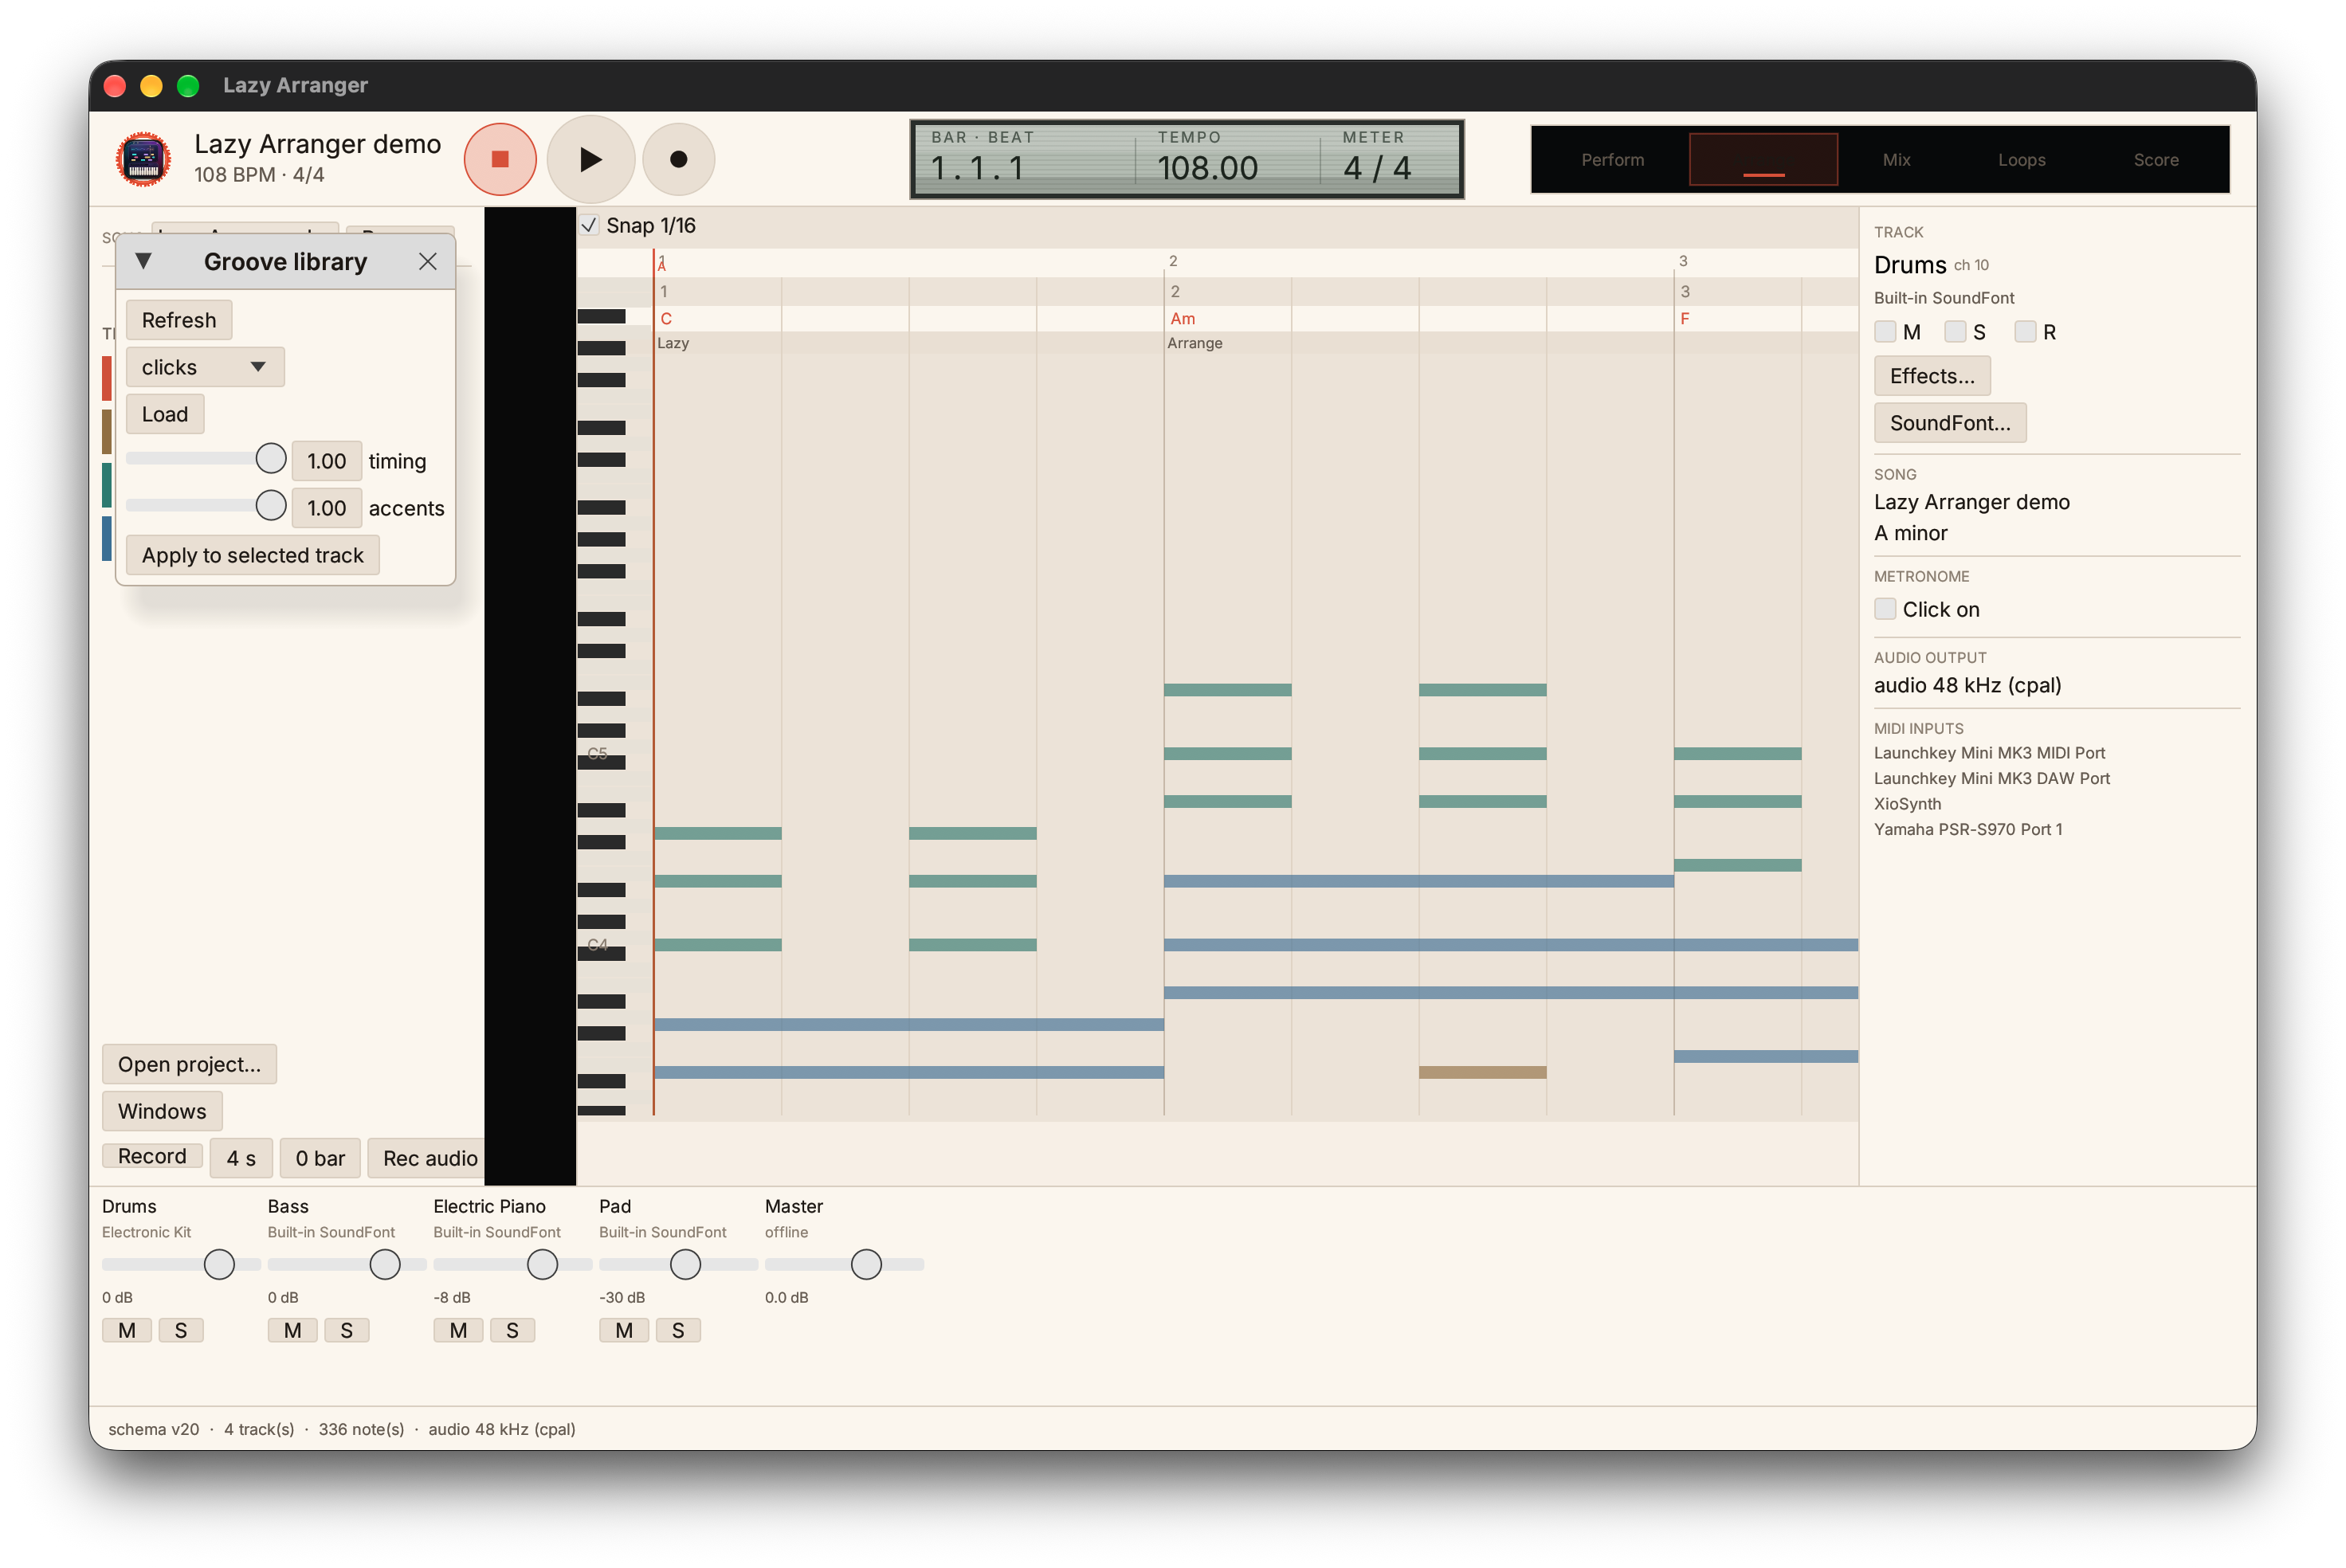 Lazy Arranger
Lazy Arranger demo
108 BPM · 4/4
BAR · BEAT
1.1.1
TEMPO
108.00
METER
4 / 4
Perform
Mix
Loops
Score
Groove library
Refresh
clicks
Load
1.00 timing
1.00 accents
Apply to selected track
Open project...
Windows
Record
4 s
0 bar
Rec audio
Snap 1/16
1 2 3
A
1 2 3
C Am F
Lazy Arrange
C5
C4
TRACK
Drums ch 10
Built-in SoundFont
M S R
Effects...
SoundFont...
SONG
Lazy Arranger demo
A minor
METRONOME
Click on
AUDIO OUTPUT
audio 48 kHz (cpal)
MIDI INPUTS
Launchkey Mini MK3 MIDI Port
Launchkey Mini MK3 DAW Port
XioSynth
Yamaha PSR-S970 Port 1
Drums
Electronic Kit
0 dB
M S
Bass
Built-in SoundFont
0 dB
M S
Electric Piano
Built-in SoundFont
-8 dB
M S
Pad
Built-in SoundFont
-30 dB
M S
Master
offline
0.0 dB
schema v20 · 4 track(s) · 336 note(s) · audio 48 kHz (cpal)